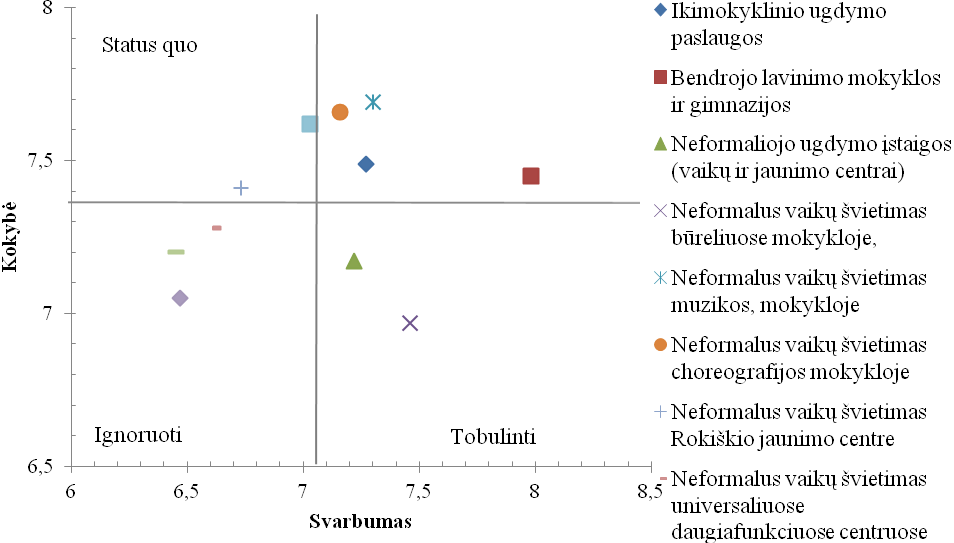 8
Status quo
7,5
Kokybė
7
Ignoruoti
Tobulinti
6,5
6
6,5
7
7,5
8
8,5
Svarbumas
Ikimokyklinio ugdymo
paslaugos
Bendrojo lavinimo mokyklos
ir gimnazijos
Neformaliojo ugdymo įstaigos
(vaikų ir jaunimo centrai)
Neformalus vaikų švietimas
būreliuose mokykloje,
Neformalus vaikų švietimas
muzikos, mokykloje
Neformalus vaikų švietimas
choreografijos mokykloje
Neformalus vaikų švietimas
Rokiškio jaunimo centre
Neformalus vaikų švietimas
universaliuose
daugiafunkciuose centruose